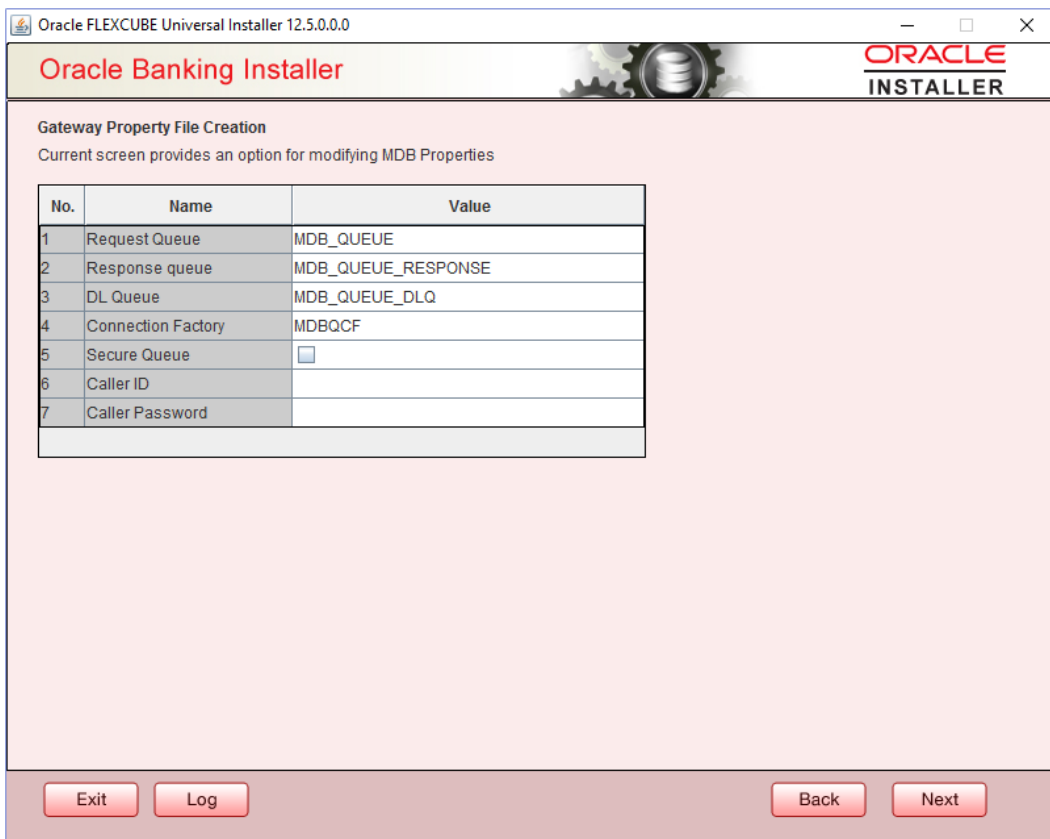 Oracle FLEXCUBE Universal Installer 12.5.0.0.0
Oracle Banking Installer
ORACLE
INSTALLER
Gateway Property File Creation
Current screen provides an option for modifying MDB Properties
No. Name Value
1 Request Queue MDB_QUEUE
2 Response queue MDB_QUEUE_RESPONSE
3 DL Queue MDB_QUEUE_DLQ
4 Connection Factory MDBQCF
5 Secure Queue
6 Caller ID
7 Caller Password
Exit Log Back Next